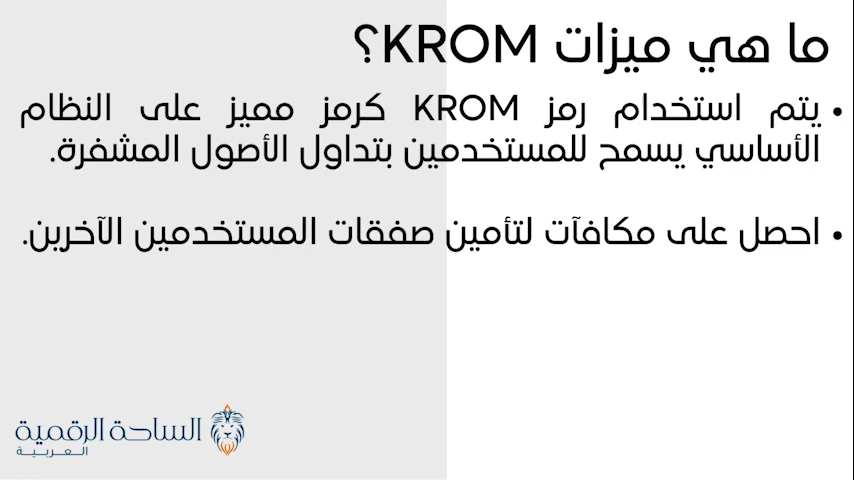 ما هي ميزات KROM؟
• يتم استخدام رمز KROM كرمز مميز على النظام
الأساسي يسمح للمستخدمين بتداول الأصول المشفرة.
• احصل على مكافآت لتأمين صفقات المستخدمين الآخرين.
الساحة الرقمية
العربية